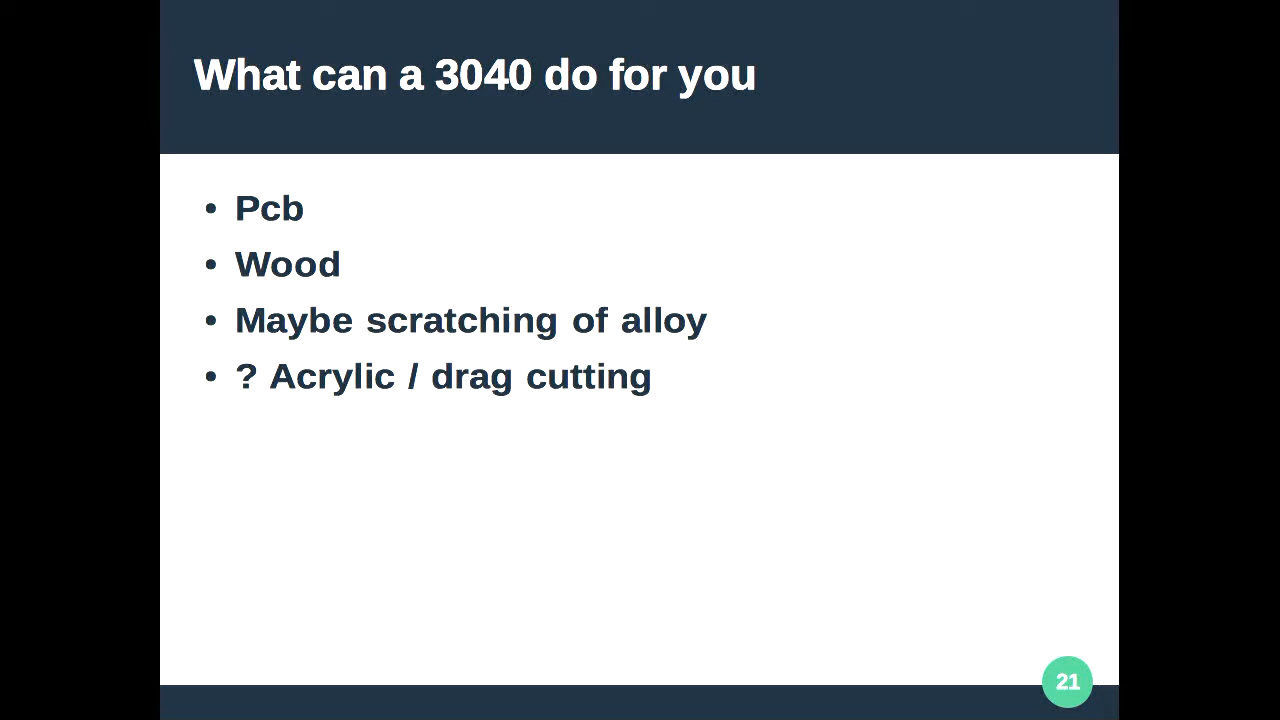 What can a 3040 do for you
• Pcb
• Wood
• Maybe scratching of alloy
• ? Acrylic / drag cutting
21